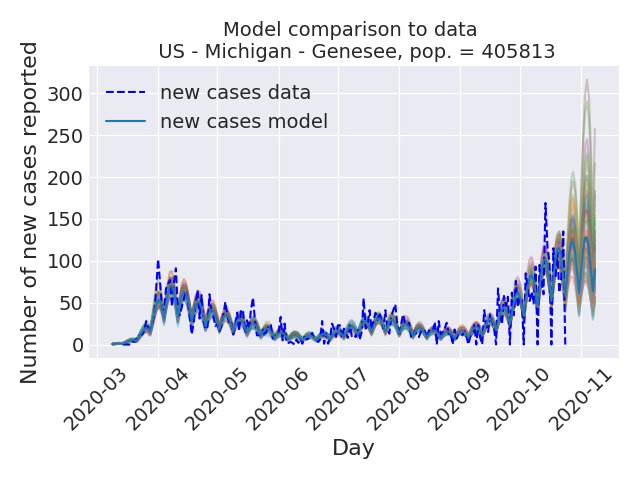 Model comparison to data
US - Michigan - Genesee, pop. = 405813
Number of new cases reported
new cases data
new cases model
300
250
200
150
100
50
0
2020-03
2020-04
2020-05
2020-06
2020-07
2020-08
2020-09
2020-10
2020-11
Day